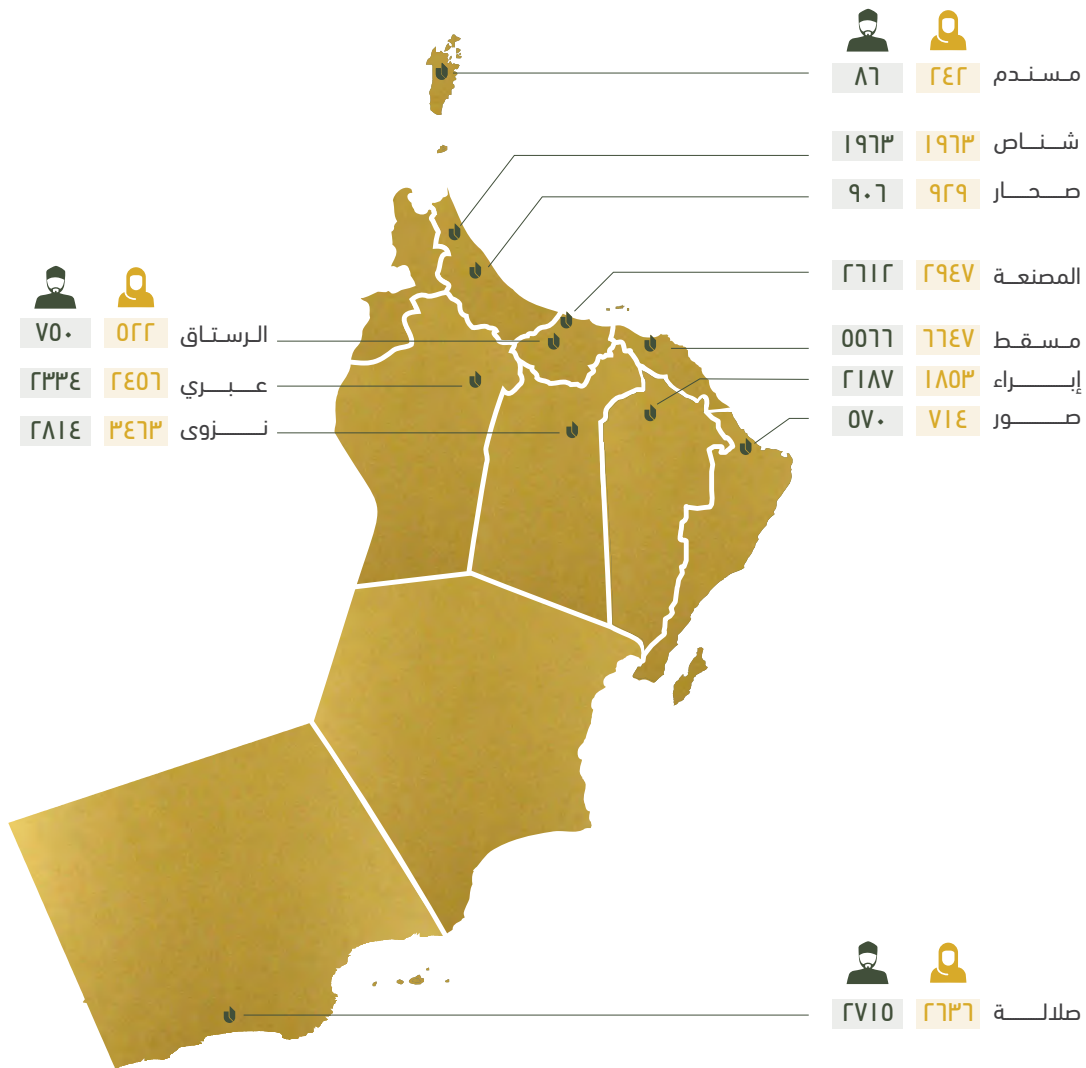 مسندم ٢٤٢ ٨٦
شناص ١٩٦٣ ١٩٦٣
صحار ٩٢٩ ٩٠٦
المصنعة ٢٩٤٧ ٢٦١٢
مسقط ٦٦٤٧ ٥٥٦٦
إبراء ١٨٥٣ ٢١٨٧
صور ٧١٤ ٥٧٠
الرستاق ٥٢٢ ٧٥٠
عبري ٢٤٥٦ ٢٣٣٤
نزوى ٣٤٦٣ ٢٨١٤
صلالة ٢٦٣٦ ٢٧١٥